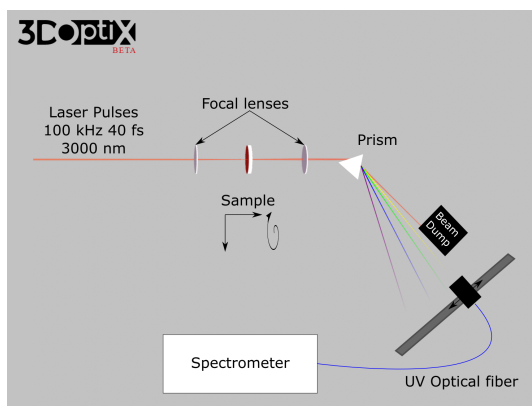 3DOptiX
BETA
Laser Pulses
100 kHz 40 fs
3000 nm
Focal lenses
Prism
Sample
Beam
Dump
Spectrometer
UV Optical fiber